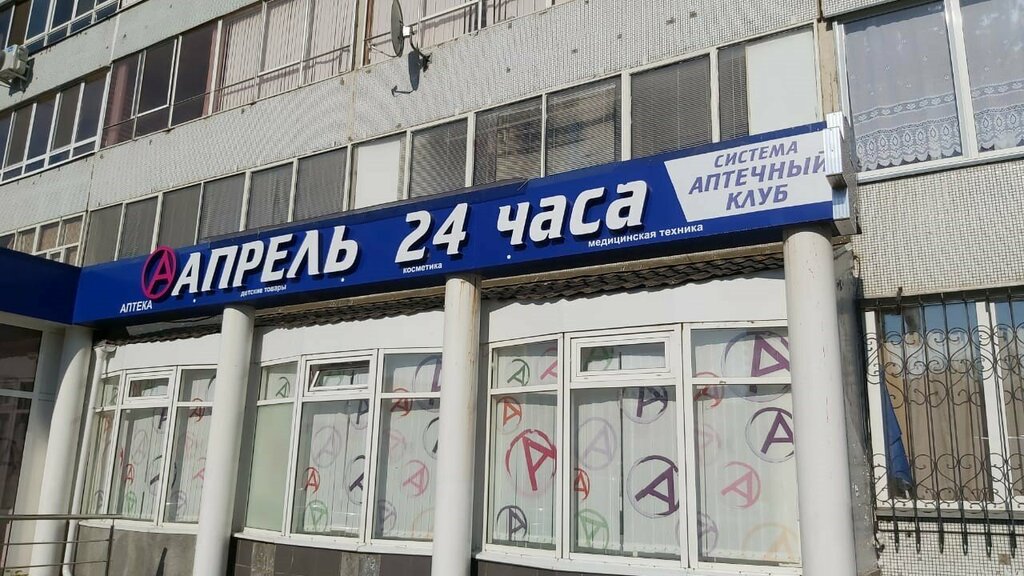 АПТЕКА
АПРЕЛЬ 24 часа
детские товары
косметика
медицинская техника
СИСТЕМА
АПТЕЧНЫЙ
КЛУБ